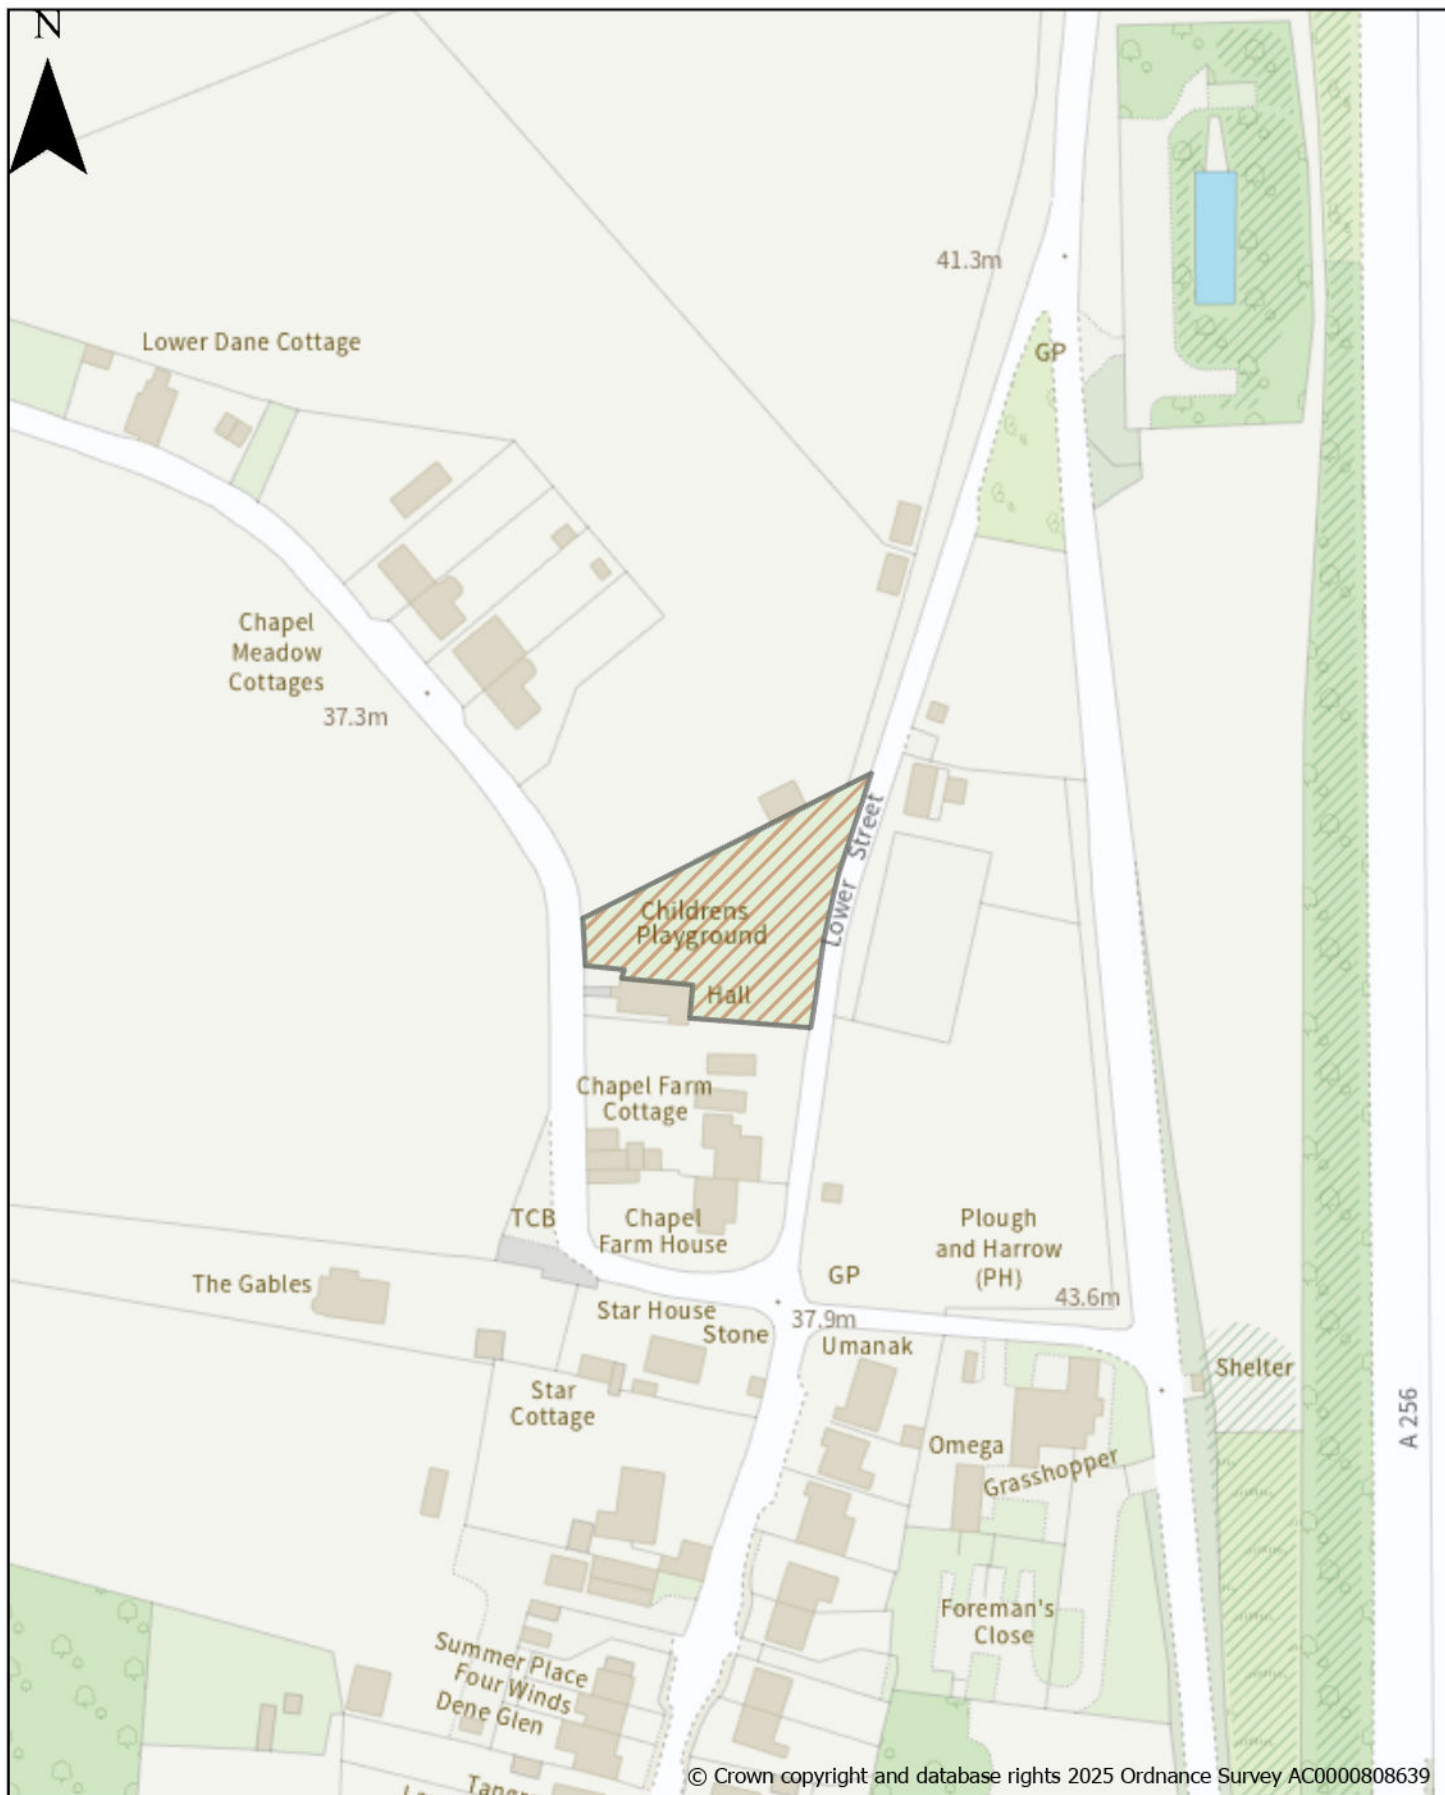 N
41.3m
Lower Dane Cottage
GP
Chapel
Meadow
Cottages
37.3m
Lower Street
Childrens
Playground
Hall
Chapel Farm
Cottage
TCB
Chapel
Farm House
Plough
and Harrow
(PH)
The Gables
GP
43.6m
Star House
37.9m
Stone
Umanak
Shelter
Star
Cottage
A 256
Omega
Grasshopper
Foreman's
Close
Summer Place
Four Winds
Dene Glen
© Crown copyright and database rights 2025 Ordnance Survey AC0000808639